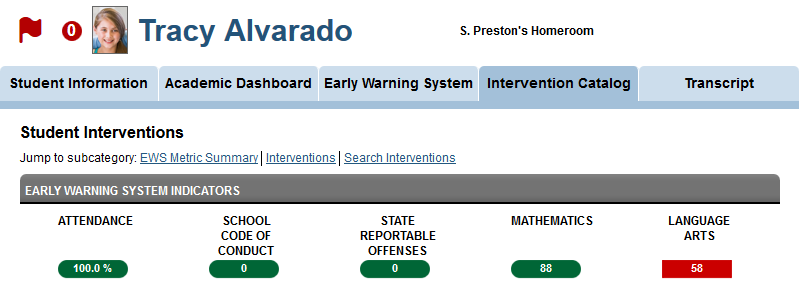 0
Tracy Alvarado
S. Preston's Homeroom
Student Information
Academic Dashboard
Early Warning System
Intervention Catalog
Transcript
Student Interventions
Jump to subcategory: EWS Metric Summary | Interventions | Search Interventions
EARLY WARNING SYSTEM INDICATORS
ATTENDANCE
100.0 %
SCHOOL
CODE OF
CONDUCT
0
STATE
REPORTABLE
OFFENSES
0
MATHEMATICS
88
LANGUAGE
ARTS
58